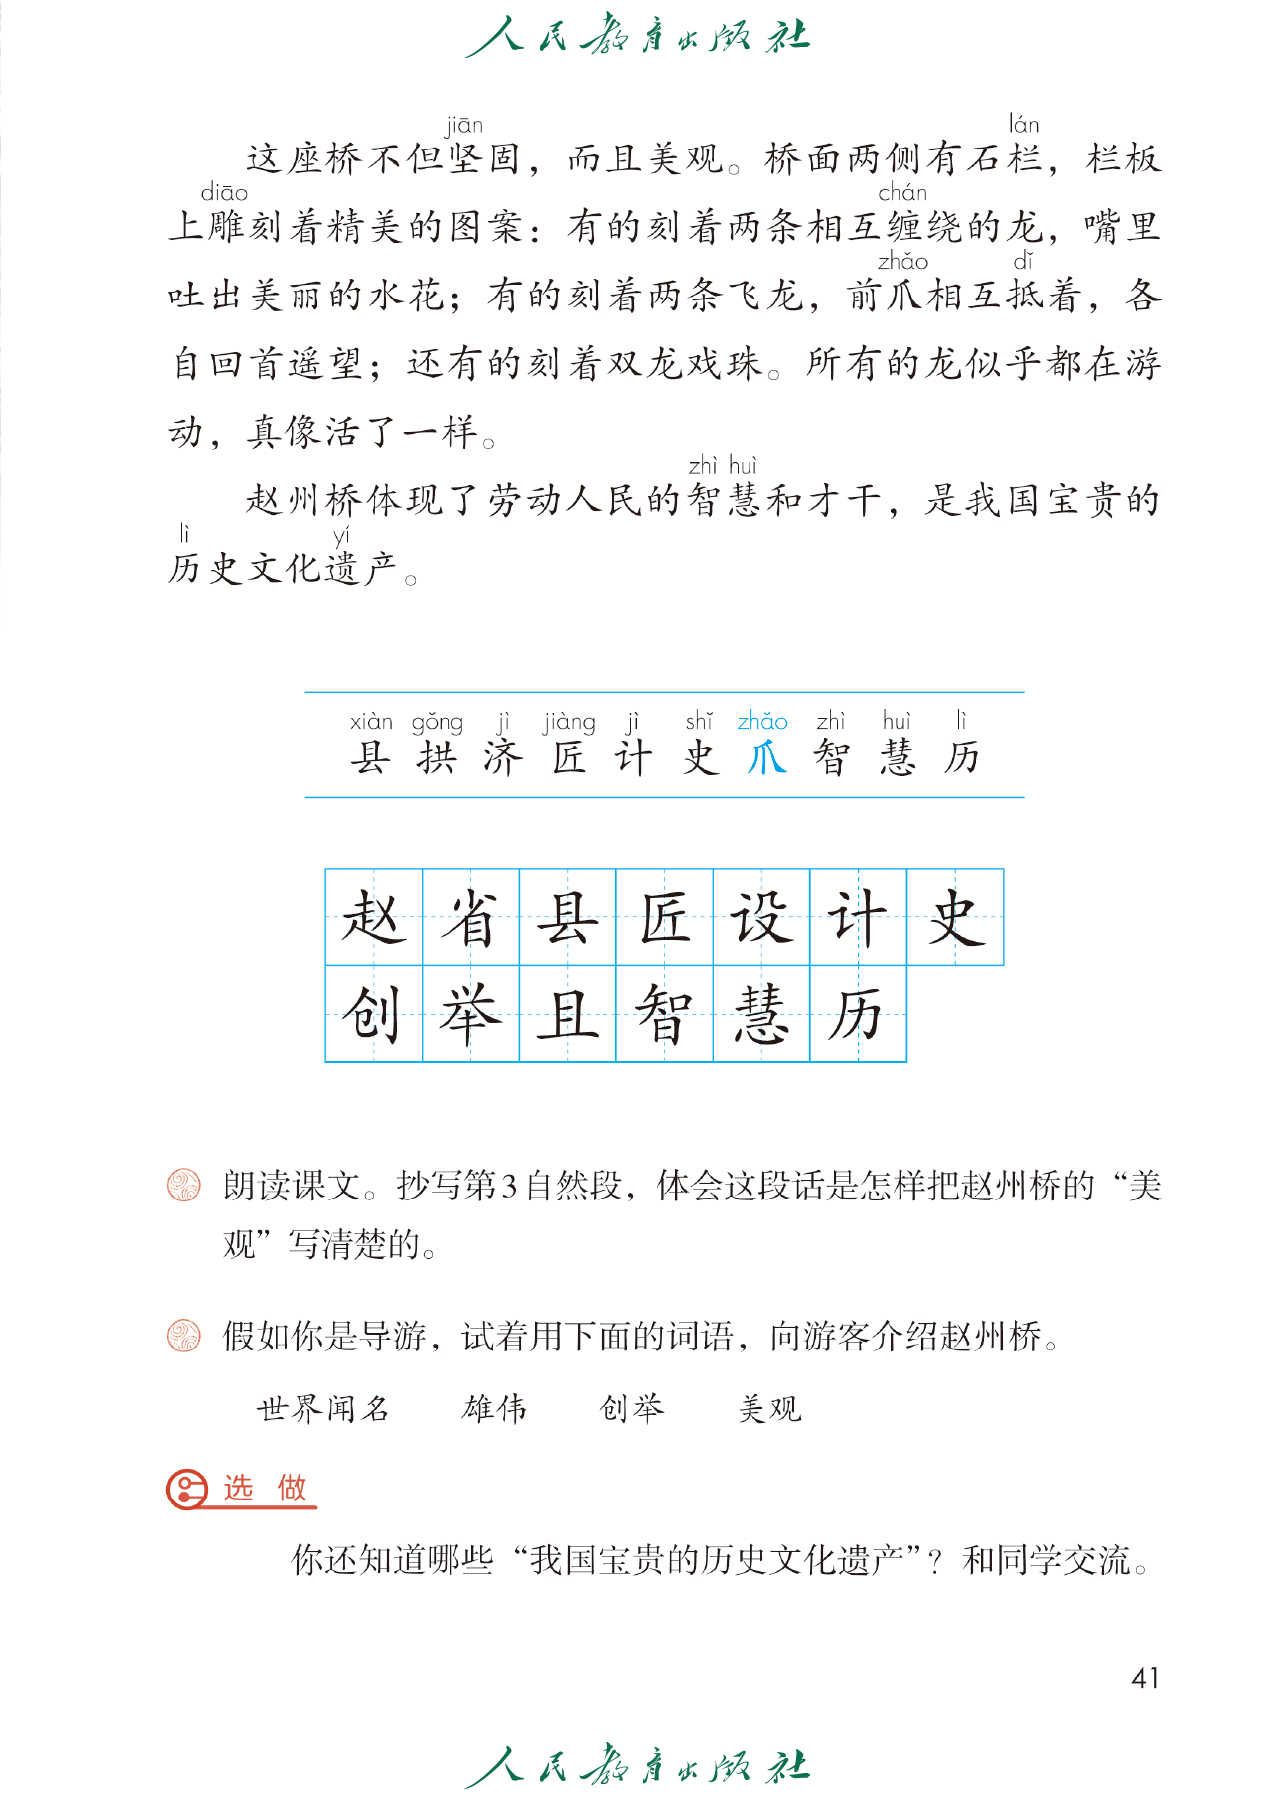 人民教育出版社
jiān lán
这座桥不但坚固，而且美观。桥面两侧有石栏，栏板
diāo chán
上雕刻着精美的图案：有的刻着两条相互缠绕的龙，嘴里
zhǎo dǐ
吐出美丽的水花；有的刻着两条飞龙，前爪相互抵着，各
自回首遥望；还有的刻着双龙戏珠。所有的龙似乎都在游
动，真像活了一样。
zhì huì
赵州桥体现了劳动人民的智慧和才干，是我国宝贵的
lì yí
历史文化遗产。
xiàn gǒng jì jiàng jì shǐ zhǎo zhì huì lì
县 拱 济 匠 计 史 爪 智 慧 历
赵 省 县 匠 设 计 史
创 举 且 智 慧 历
朗读课文。抄写第3自然段，体会这段话是怎样把赵州桥的“美
观”写清楚的。
假如你是导游，试着用下面的词语，向游客介绍赵州桥。
世界闻名 雄伟 创举 美观
选 做
你还知道哪些“我国宝贵的历史文化遗产”？和同学交流。
41
人民教育出版社